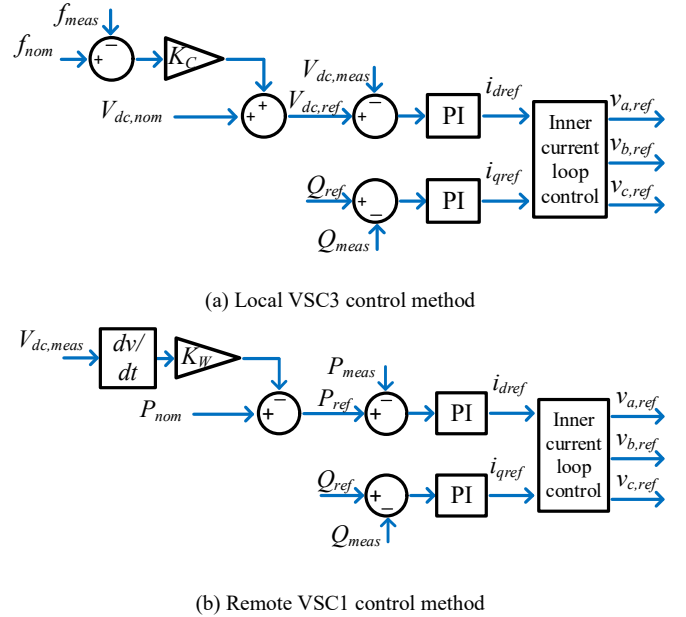 f_meas
f_nom
K_C
V_dc,nom
V_dc,ref
V_dc,meas
PI
i_dref
Inner
current
loop
control
v_a,ref
v_b,ref
v_c,ref
Q_ref
Q_meas
PI
i_qref
(a) Local VSC3 control method
V_dc,meas
dv/
dt
K_W
P_nom
P_ref
P_meas
PI
i_dref
Inner
current
loop
control
v_a,ref
v_b,ref
v_c,ref
Q_ref
Q_meas
PI
i_qref
(b) Remote VSC1 control method